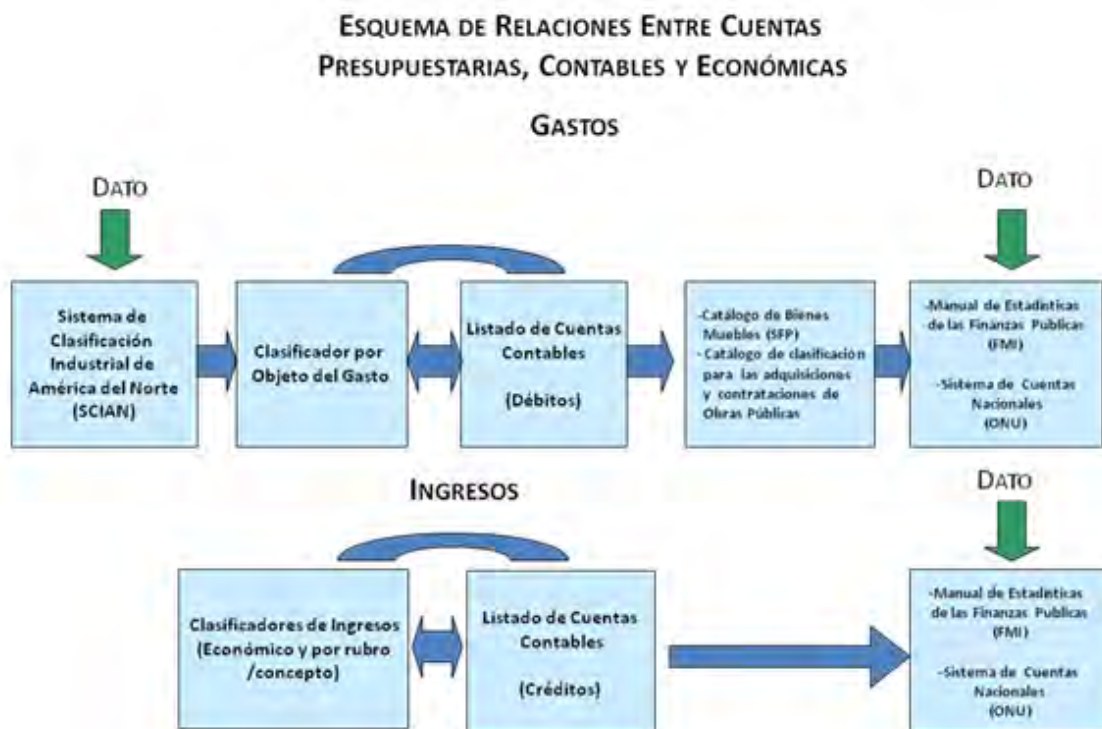 ESQUEMA DE RELACIONES ENTRE CUENTAS
PRESUPUESTARIAS, CONTABLES Y ECONÓMICAS
GASTOS
DATO
DATO
Sistema de
Clasificación
Industrial de
América del Norte
(SCIAN)
Clasificador por
Objeto del Gasto
Listado de Cuentas
Contables
(Débitos)
-Catálogo de Bienes
Muebles (SFP)
- Catálogo de clasificación
para las adquisiciones
y contrataciones de
Obras Públicas
-Manual de Estadísticas
de las Finanzas Publicas
(FMI)
-Sistema de Cuentas
Nacionales
(ONU)
INGRESOS
DATO
Clasificadores de Ingresos
(Económico y por rubro
/concepto)
Listado de Cuentas
Contables
(Créditos)
-Manual de Estadísticas
de las Finanzas Publicas
(FMI)
-Sistema de Cuentas
Nacionales
(ONU)